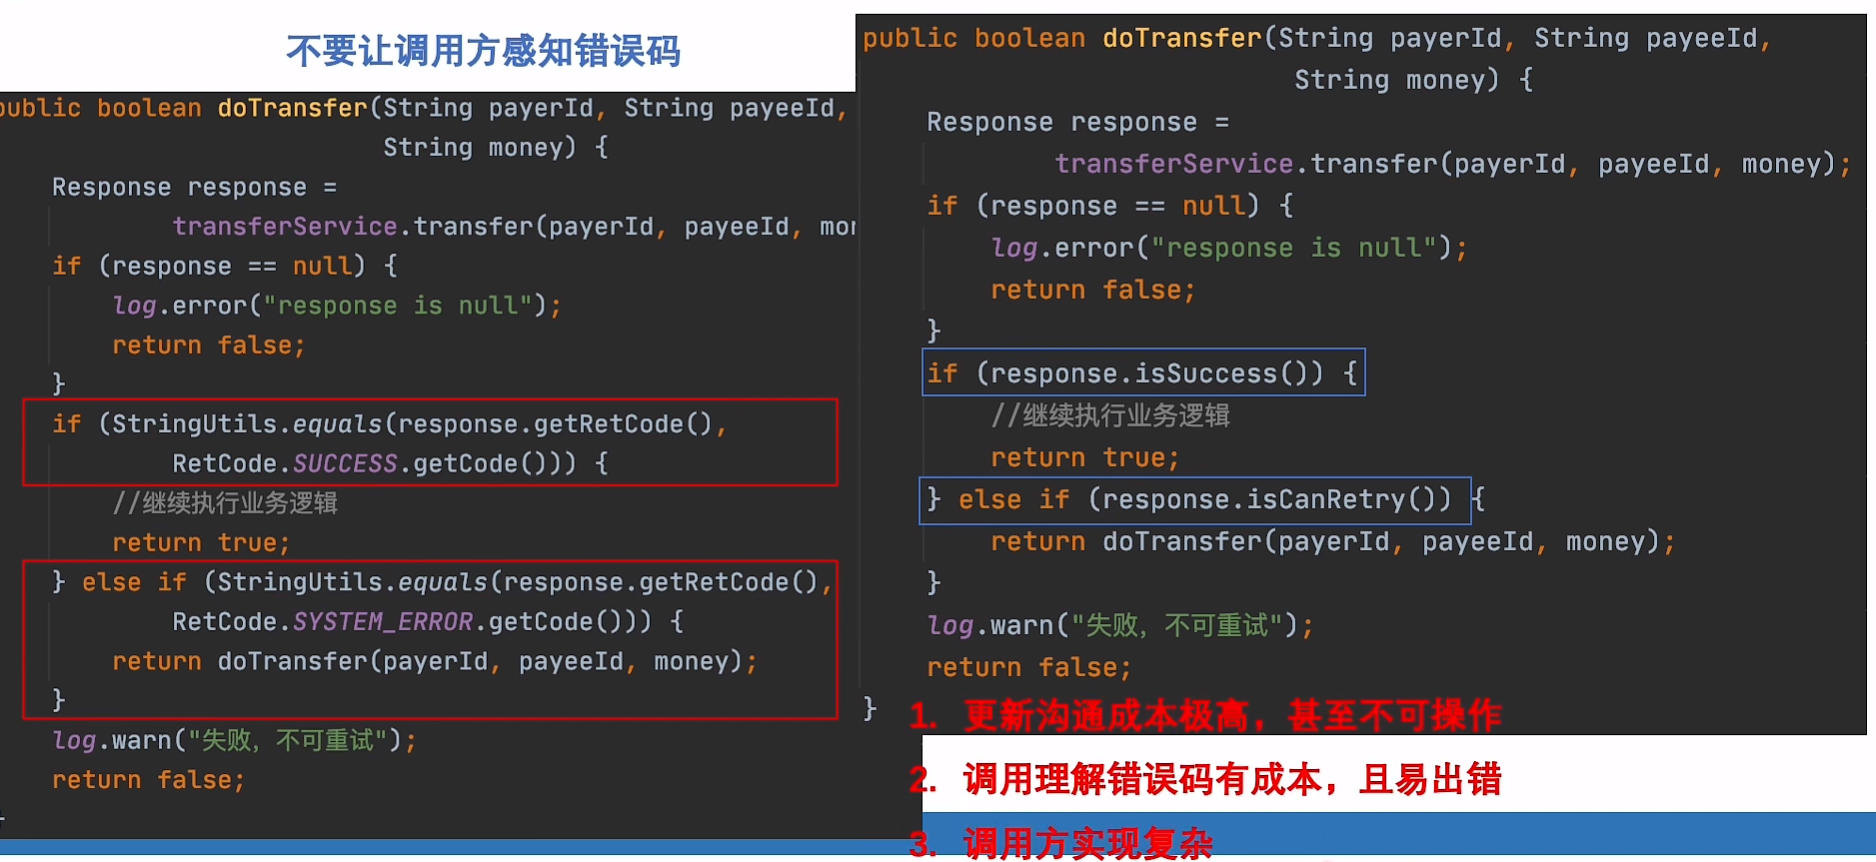 不要让调用方感知错误码
public boolean doTransfer(String payerId, String payeeId,
String money) {
Response response =
transferService.transfer(payerId, payeeId, mon
if (response == null) {
log.error("response is null");
return false;
}
if (StringUtils.equals(response.getRetCode(),
RetCode.SUCCESS.getCode())) {
//继续执行业务逻辑
return true;
} else if (StringUtils.equals(response.getRetCode(),
RetCode.SYSTEM_ERROR.getCode())) {
return doTransfer(payerId, payeeId, money);
}
log.warn("失败，不可重试");
return false;
}
public boolean doTransfer(String payerId, String payeeId,
String money) {
Response response =
transferService.transfer(payerId, payeeId, money);
if (response == null) {
log.error("response is null");
return false;
}
if (response.isSuccess()) {
//继续执行业务逻辑
return true;
} else if (response.isCanRetry()) {
return doTransfer(payerId, payeeId, money);
}
log.warn("失败，不可重试");
return false;
}
1. 更新沟通成本极高，甚至不可操作
2. 调用理解错误码有成本，且易出错
3. 调用方实现复杂